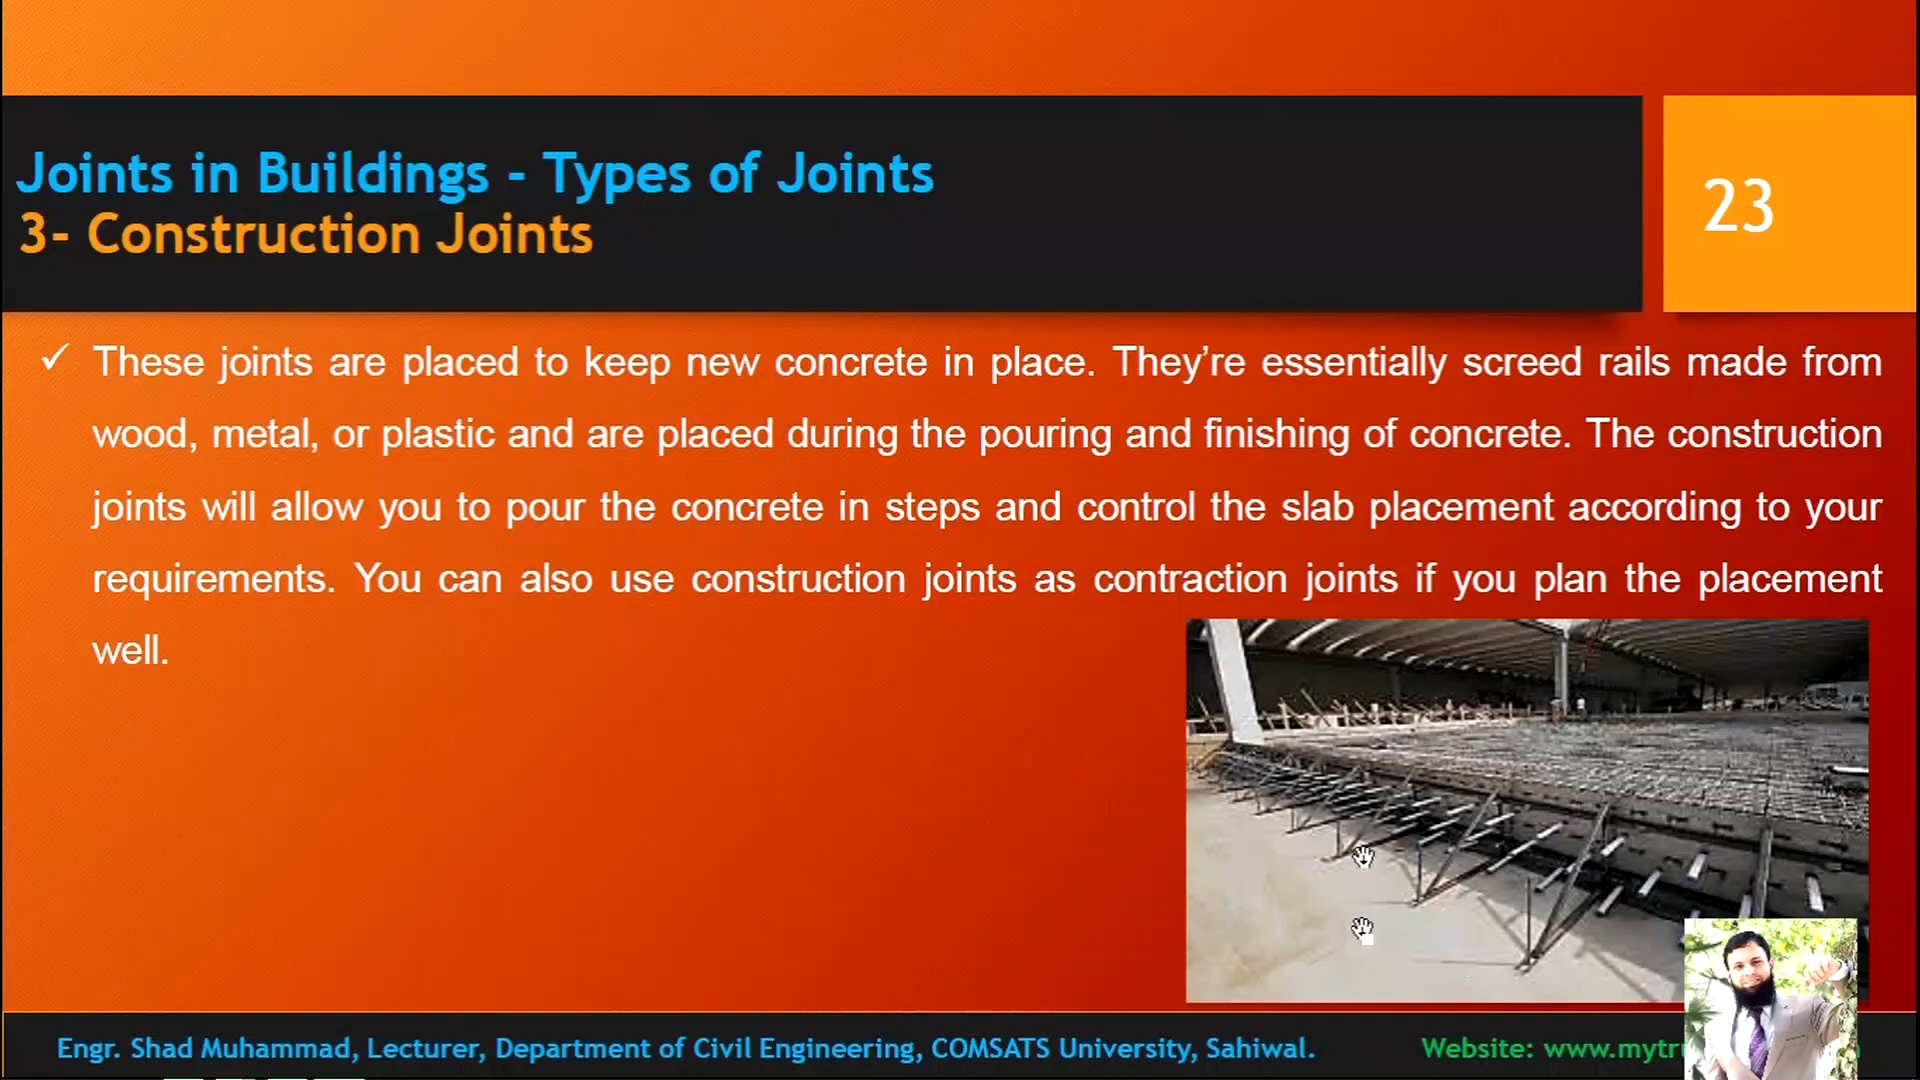 Joints in Buildings - Types of Joints
3- Construction Joints
23
✓ These joints are placed to keep new concrete in place. They’re essentially screed rails made from
wood, metal, or plastic and are placed during the pouring and finishing of concrete. The construction
joints will allow you to pour the concrete in steps and control the slab placement according to your
requirements. You can also use construction joints as contraction joints if you plan the placement
well.
Engr. Shad Muhammad, Lecturer, Department of Civil Engineering, COMSATS University, Sahiwal.
Website: